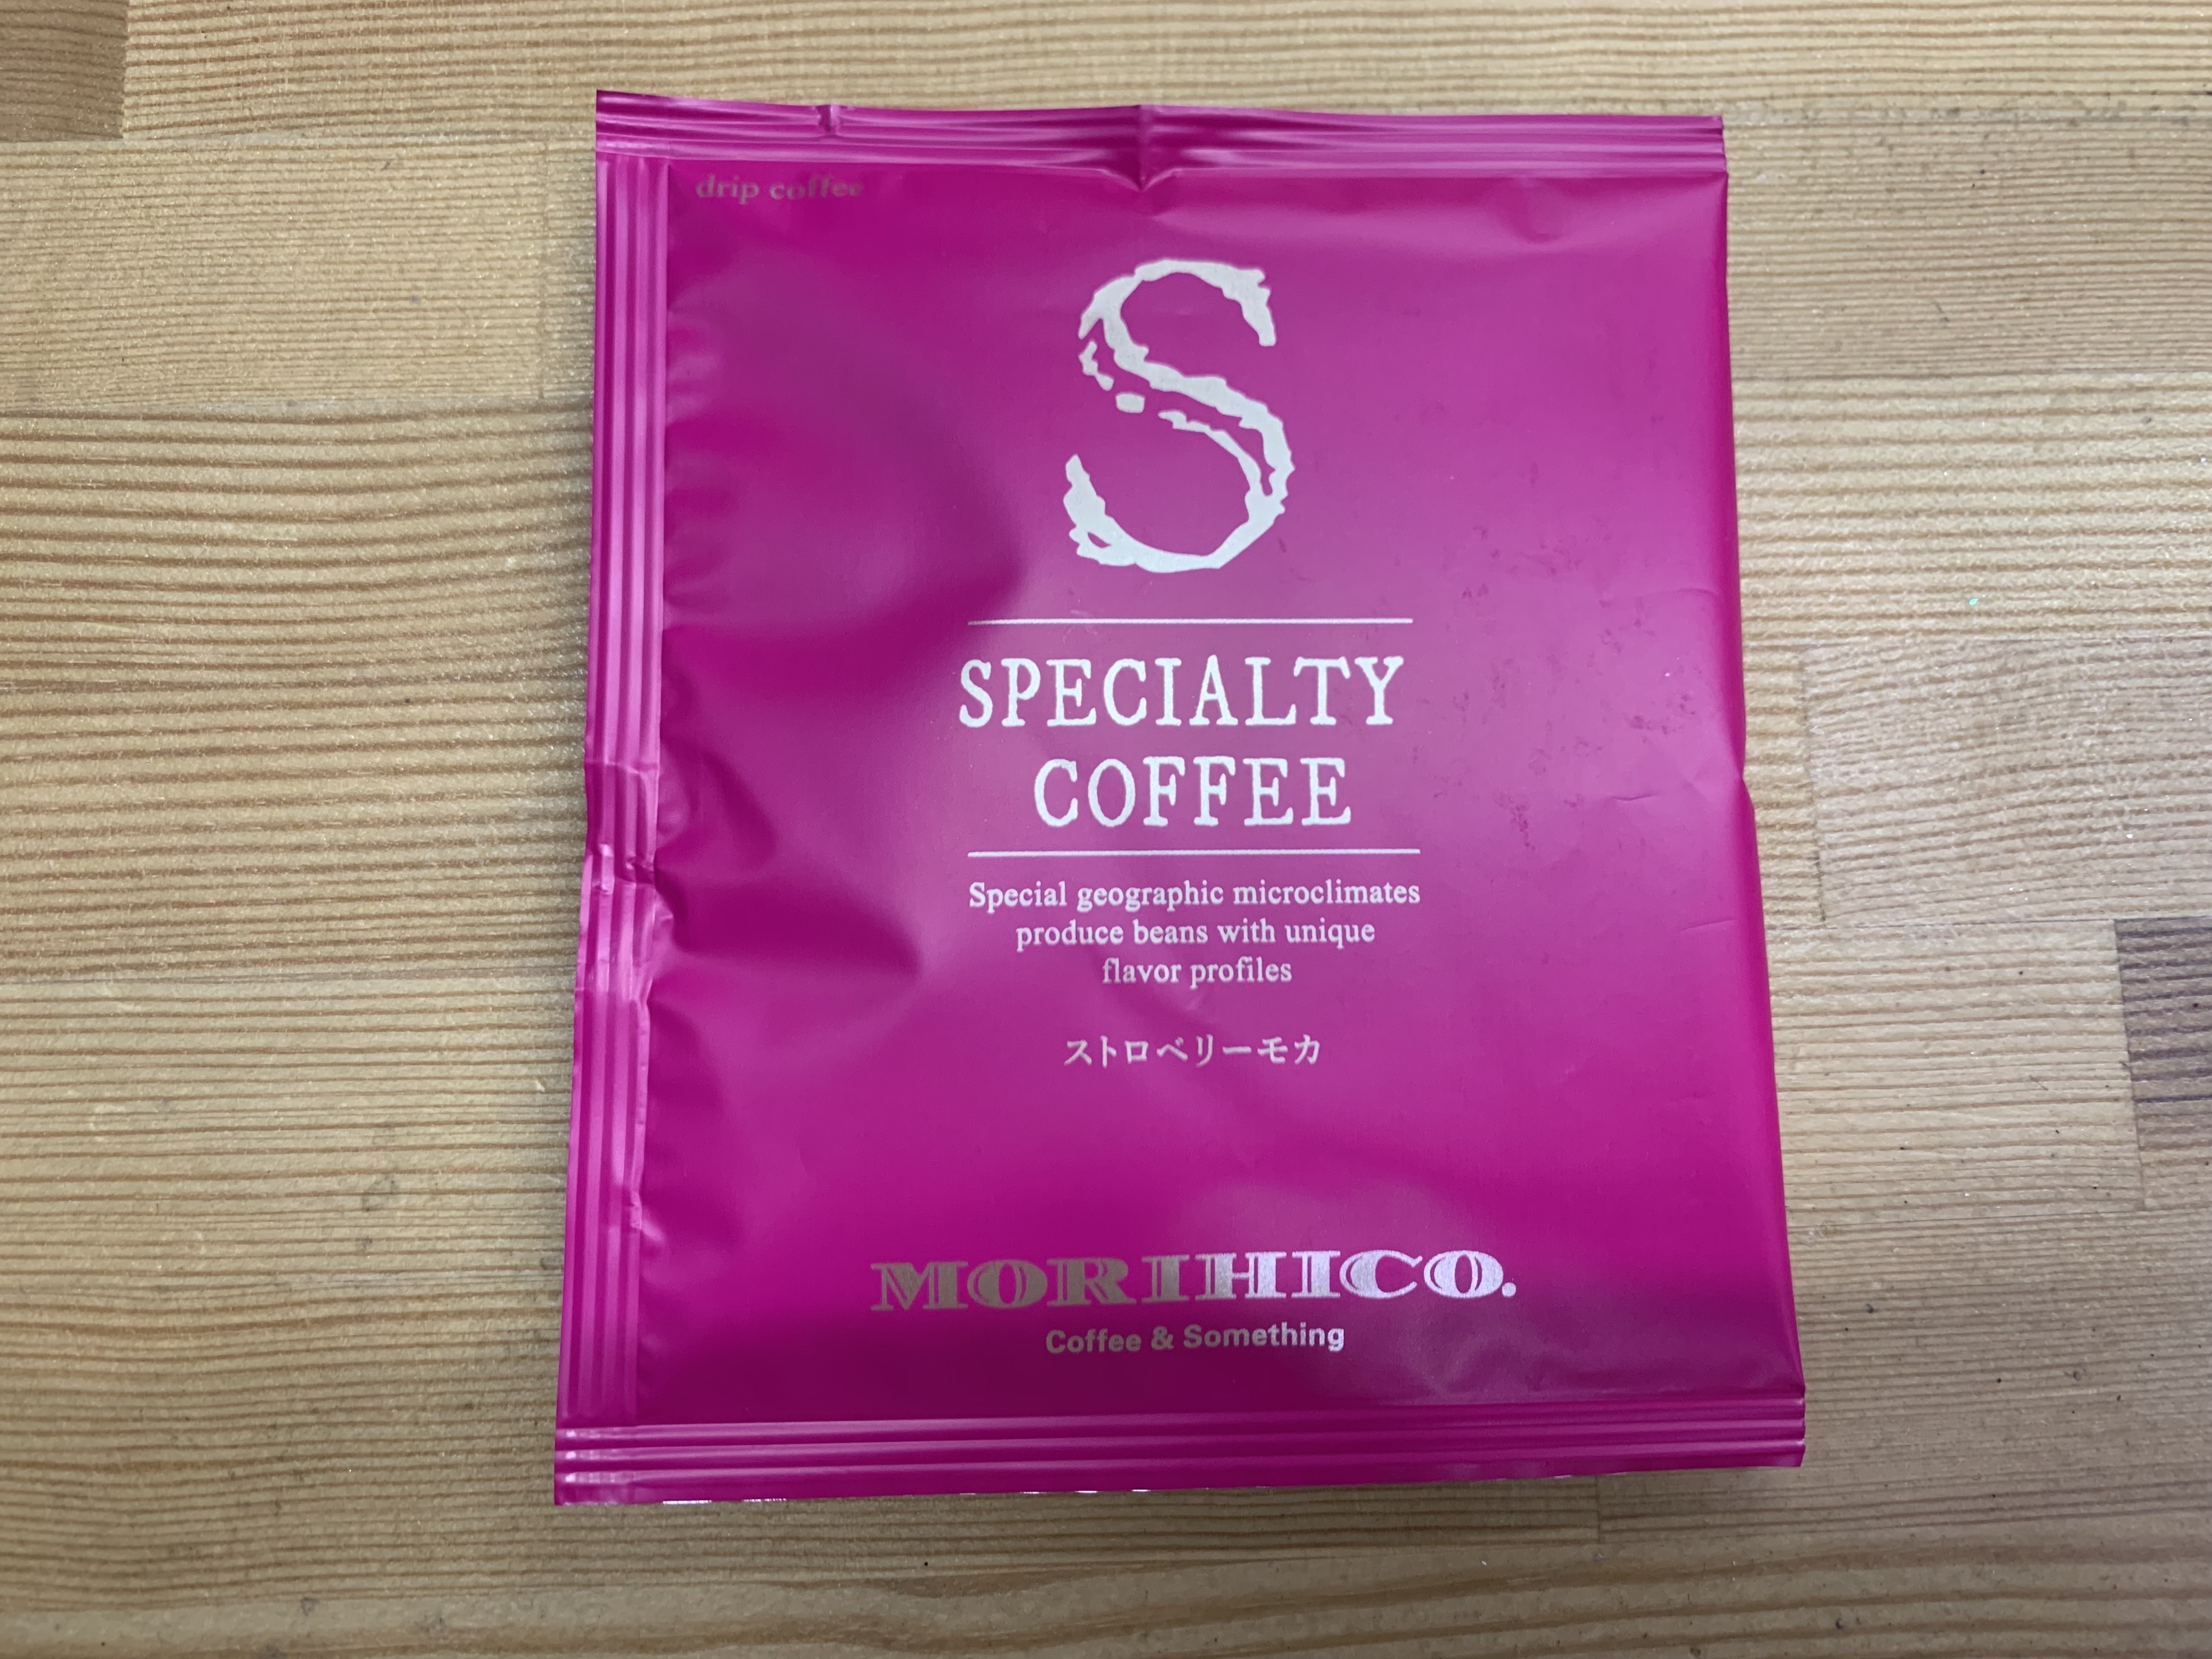 drip coffee
S
SPECIALTY
COFFEE
Special geographic microclimates
produce beans with unique
flavor profiles
ストロベリーモカ
MORIHICO.
Coffee & Something